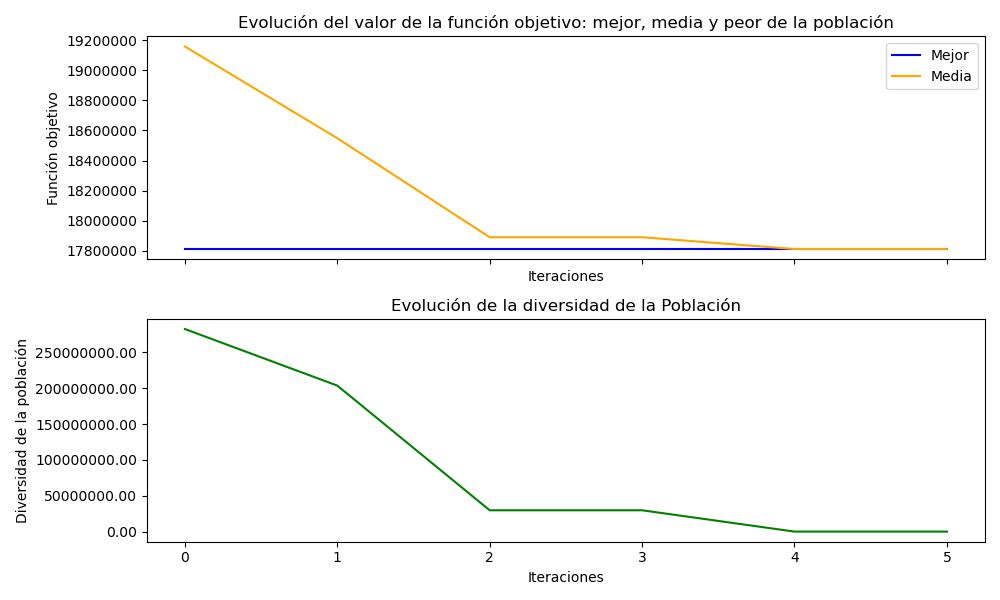 Evolución del valor de la función objetivo: mejor, media y peor de la población
19200000
19000000
18800000
18600000
18400000
18200000
18000000
17800000
Función objetivo
Mejor
Media
Iteraciones
Evolución de la diversidad de la Población
250000000.00
200000000.00
150000000.00
100000000.00
50000000.00
0.00
Diversidad de la población
0 1 2 3 4 5
Iteraciones